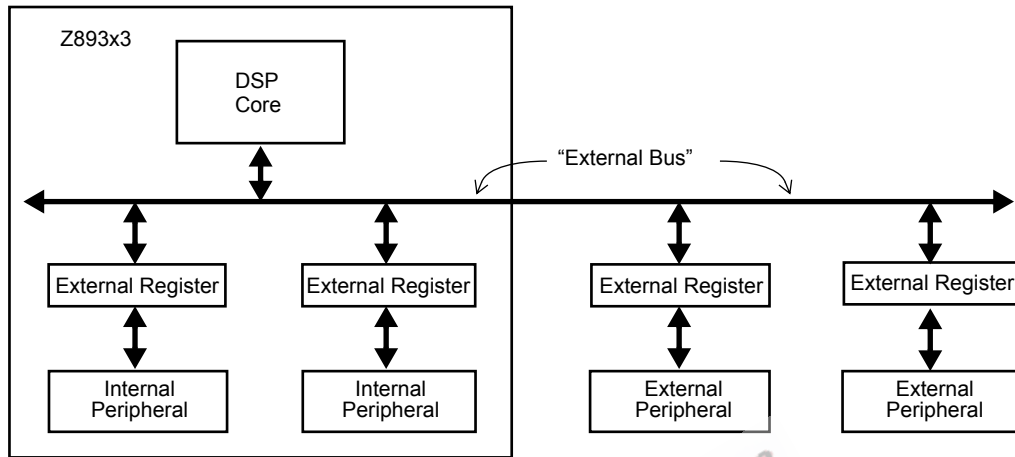 Z893x3
DSP
Core
“External Bus”
External Register
External Register
External Register
External Register
Internal
Peripheral
Internal
Peripheral
External
Peripheral
External
Peripheral